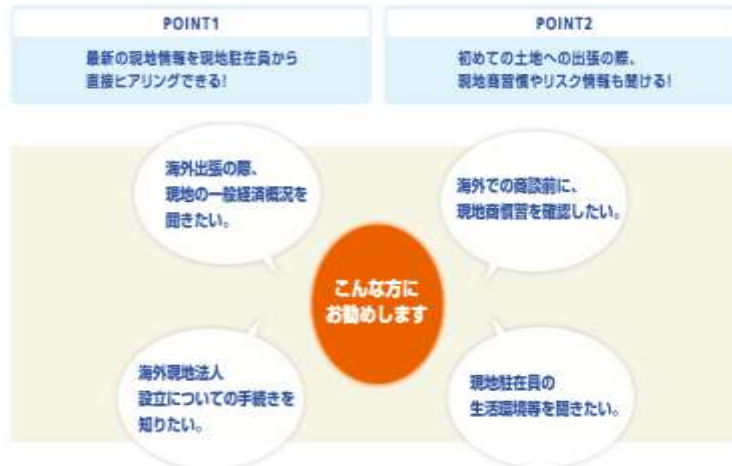 POINT1
最新の現地情報を現地駐在員から
直接ヒアリングできる!
POINT2
初めての土地への出張の際、
現地商習慣やリスク情報も聞ける!
海外出張の際、
現地の一般経済概況を
聞きたい。
海外での商談前に、
現地商慣習を確認したい。
こんな方に
お勧めします
海外現地法人
設立についての手続きを
知りたい。
現地駐在員の
生活環境等を聞きたい。